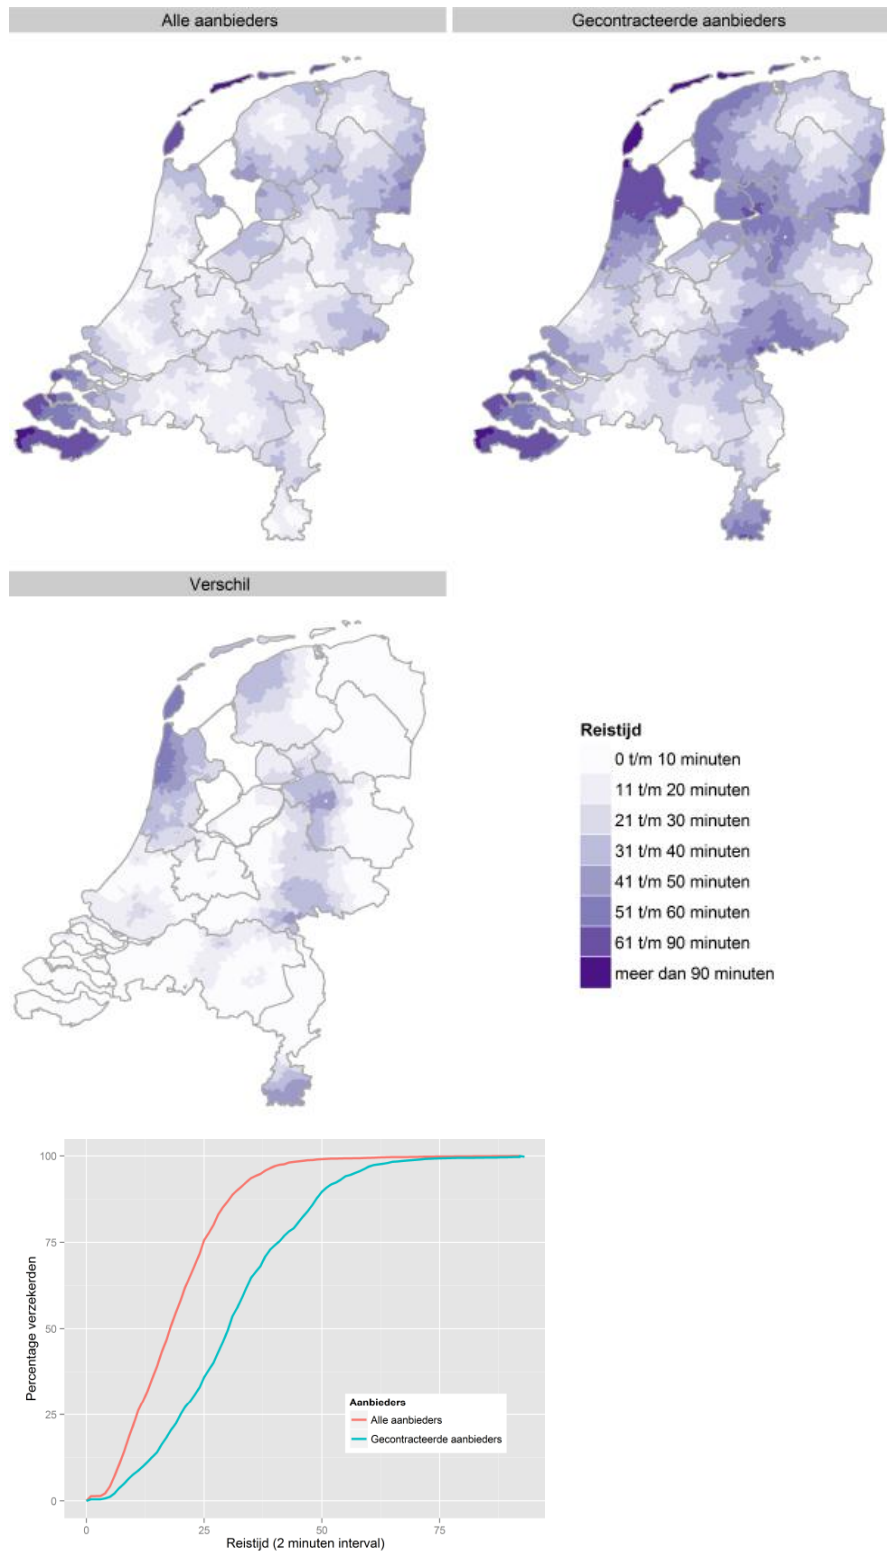 Alle aanbieders
Gecontracteerde aanbieders
Verschil
Reistijd
0 t/m 10 minuten
11 t/m 20 minuten
21 t/m 30 minuten
31 t/m 40 minuten
41 t/m 50 minuten
51 t/m 60 minuten
61 t/m 90 minuten
meer dan 90 minuten
100
75
50
25
0
Percentage verzekerden
Aanbieders
Alle aanbieders
Gecontracteerde aanbieders
0
25
50
75
Reistijd (2 minuten interval)